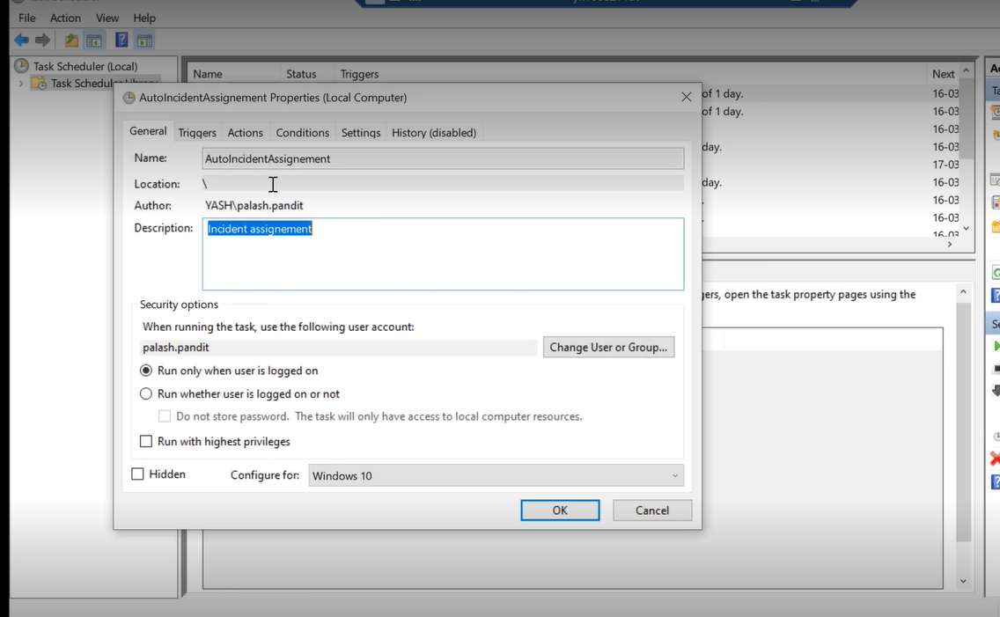 File Action View Help
Task Scheduler (Local)
Name Status Triggers Next
of 1 day. 16-03
of 1 day. 16-03
16-03
day. 16-03
17-03
day. 16-03
16-03
16-03
16-03
AutoIncidentAssignement Properties (Local Computer)
General Triggers Actions Conditions Settings History (disabled)
Name: AutoIncidentAssignement
Location: \
Author: YASH\palash.pandit
Description: Incident assignement
Security options
When running the task, use the following user account:
palash.pandit Change User or Group...
Run only when user is logged on
Run whether user is logged on or not
Do not store password. The task will only have access to local computer resources.
Run with highest privileges
Hidden Configure for: Windows 10
OK Cancel
, open the task property pages using the